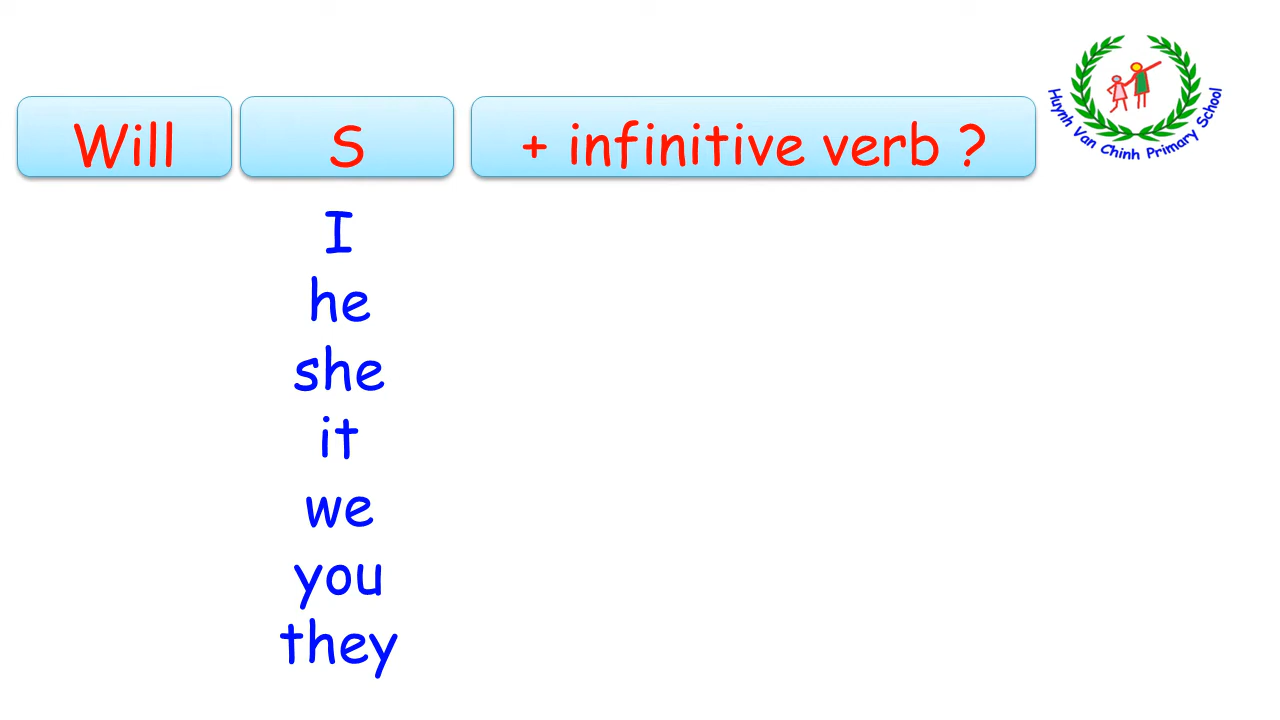 Will S + infinitive verb ?
Huynh Van Chinh Primary School
I
he
she
it
we
you
they